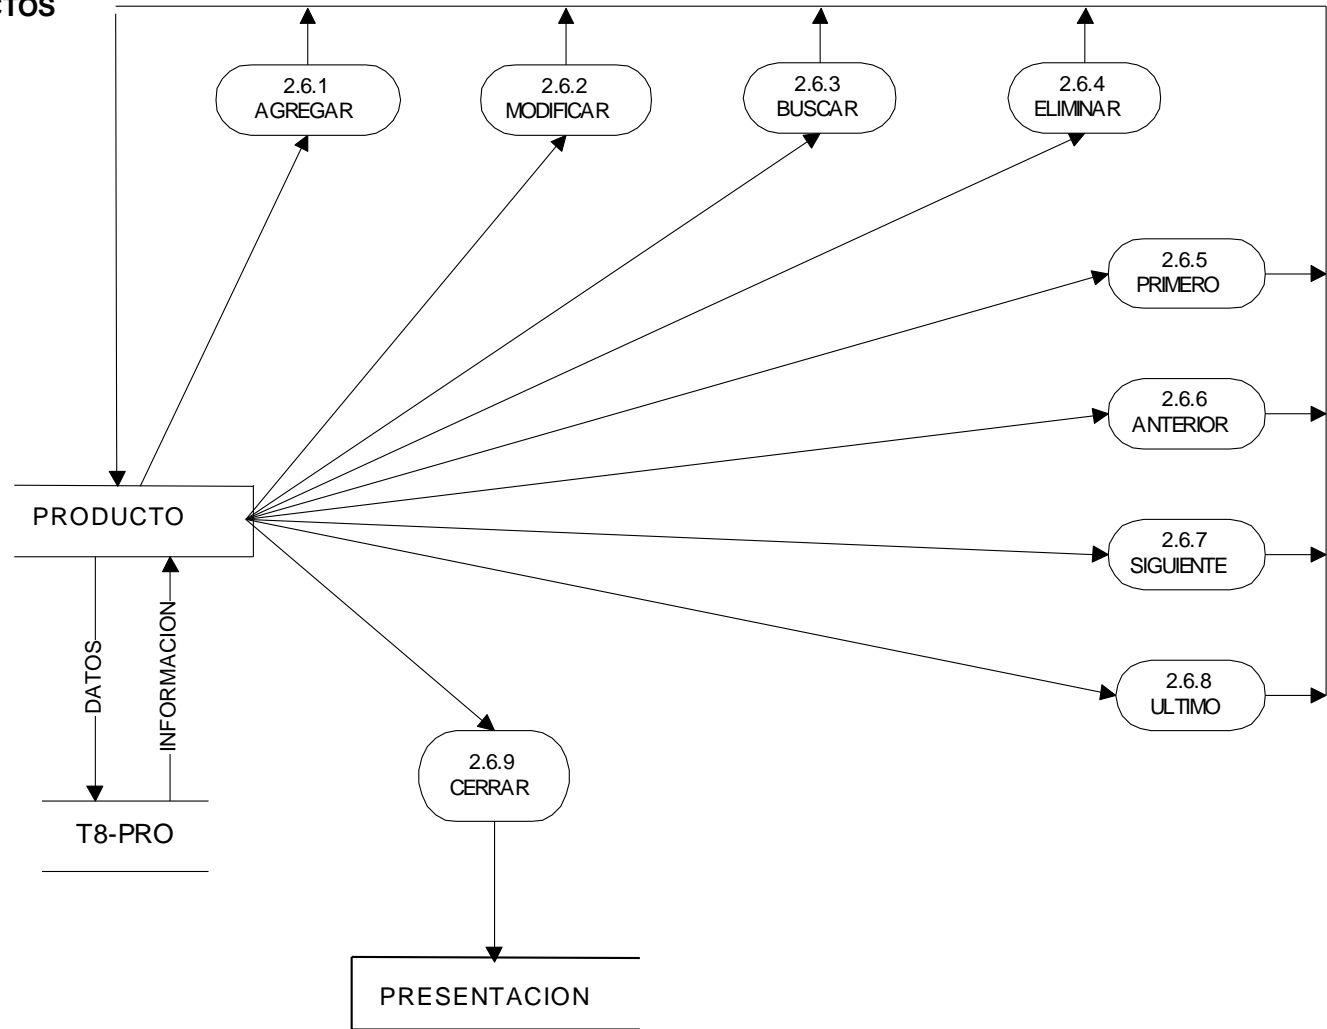 CTOS
2.6.1
AGREGAR
2.6.2
MODIFICAR
2.6.3
BUSCAR
2.6.4
ELIMINAR
2.6.5
PRIMERO
2.6.6
ANTERIOR
PRODUCTO
2.6.7
SIGUIENTE
DATOS
INFORMACION
2.6.8
ULTIMO
2.6.9
CERRAR
T8-PRO
PRESENTACION